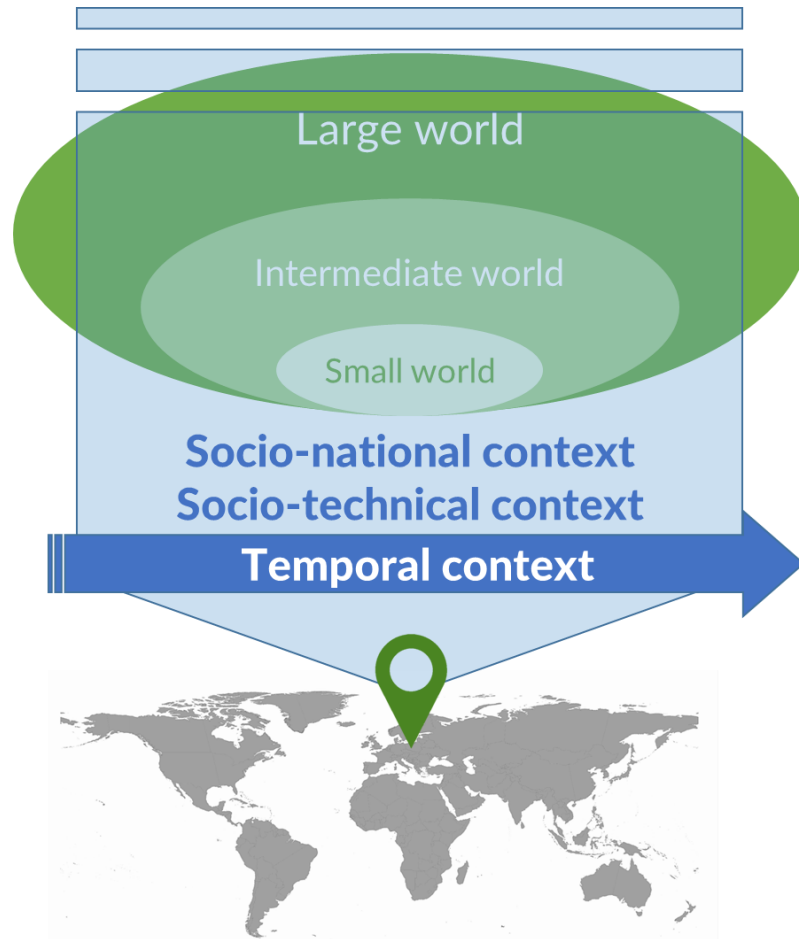 Large world
Intermediate world
Small world
Socio-national context
Socio-technical context
Temporal context